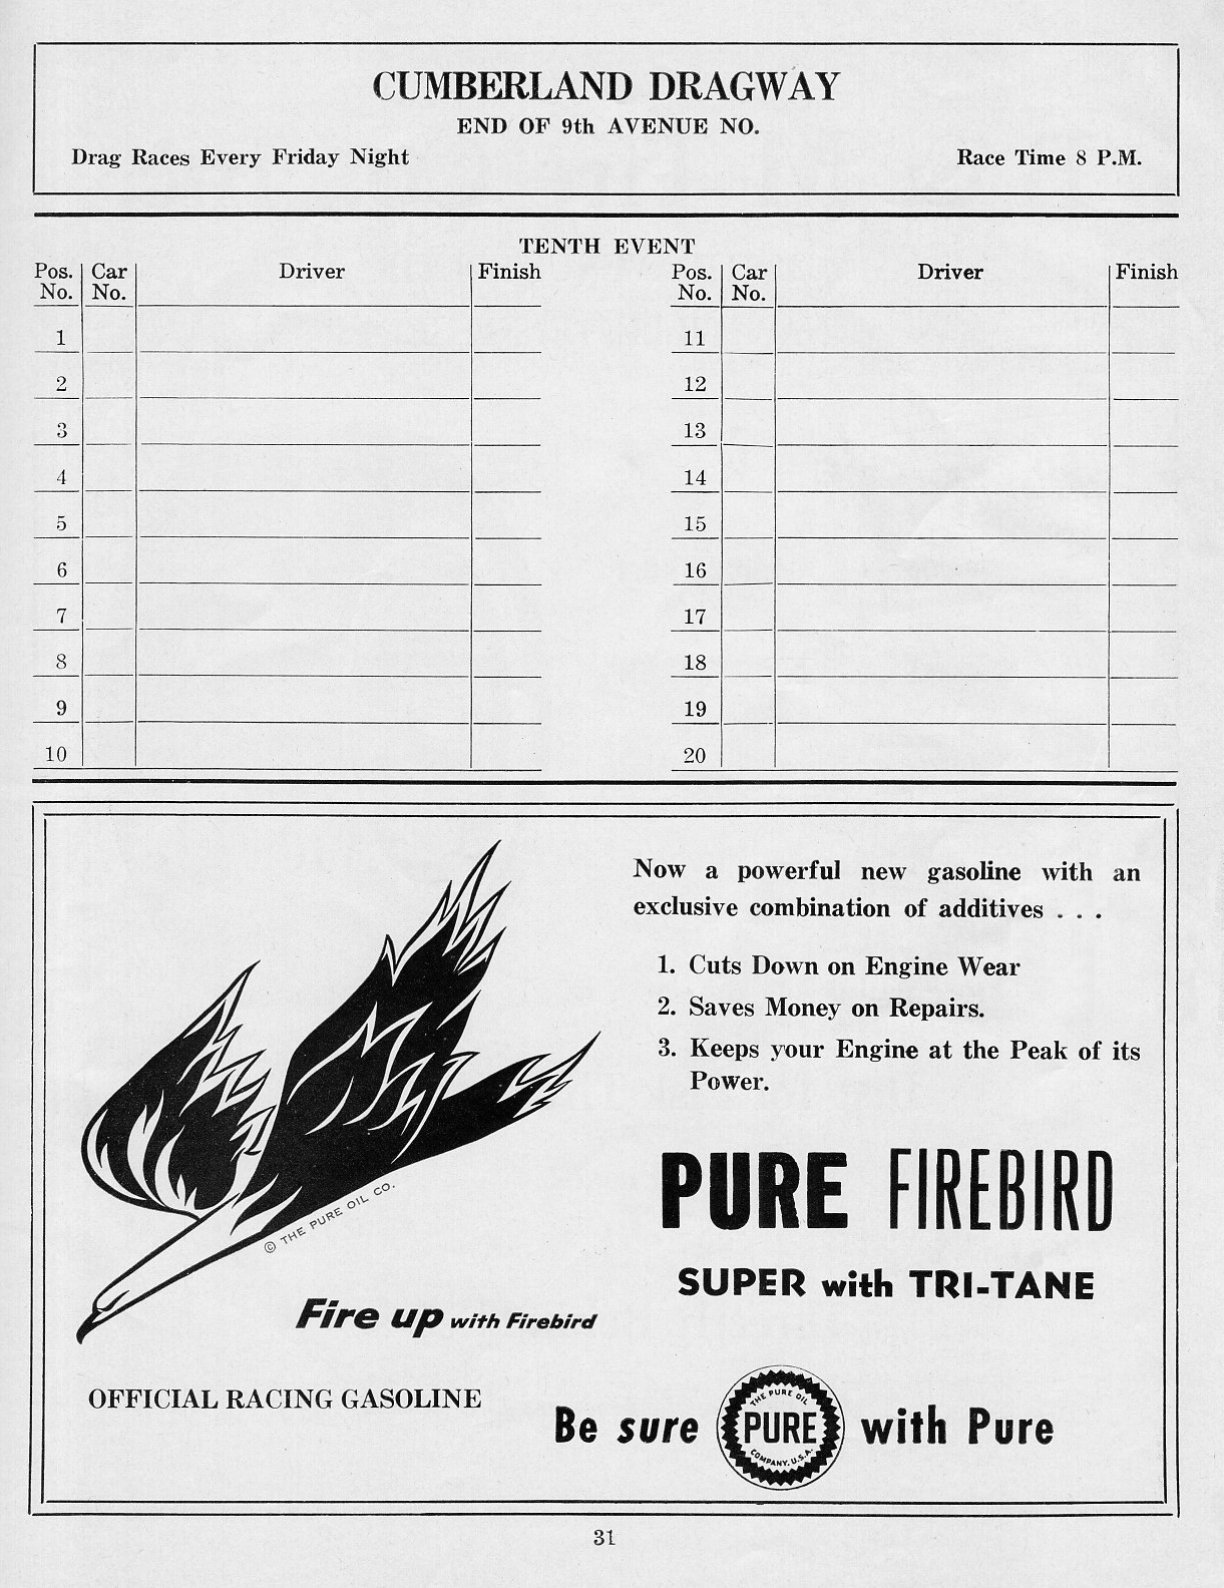 CUMBERLAND DRAGWAY
END OF 9th AVENUE NO.
Drag Races Every Friday Night Race Time 8 P.M.
TENTH EVENT
Pos. No. Car No. Driver Finish
1
2
3
4
5
6
7
8
9
10
Pos. No. Car No. Driver Finish
11
12
13
14
15
16
17
18
19
20
© THE PURE OIL CO.
Fire up with Firebird
OFFICIAL RACING GASOLINE
Now a powerful new gasoline with an
exclusive combination of additives . . .
1. Cuts Down on Engine Wear
2. Saves Money on Repairs.
3. Keeps your Engine at the Peak of its
Power.
PURE FIREBIRD
SUPER with TRI-TANE
Be sure with Pure
THE PURE OIL
PURE
COMPANY, U.S.A.
31